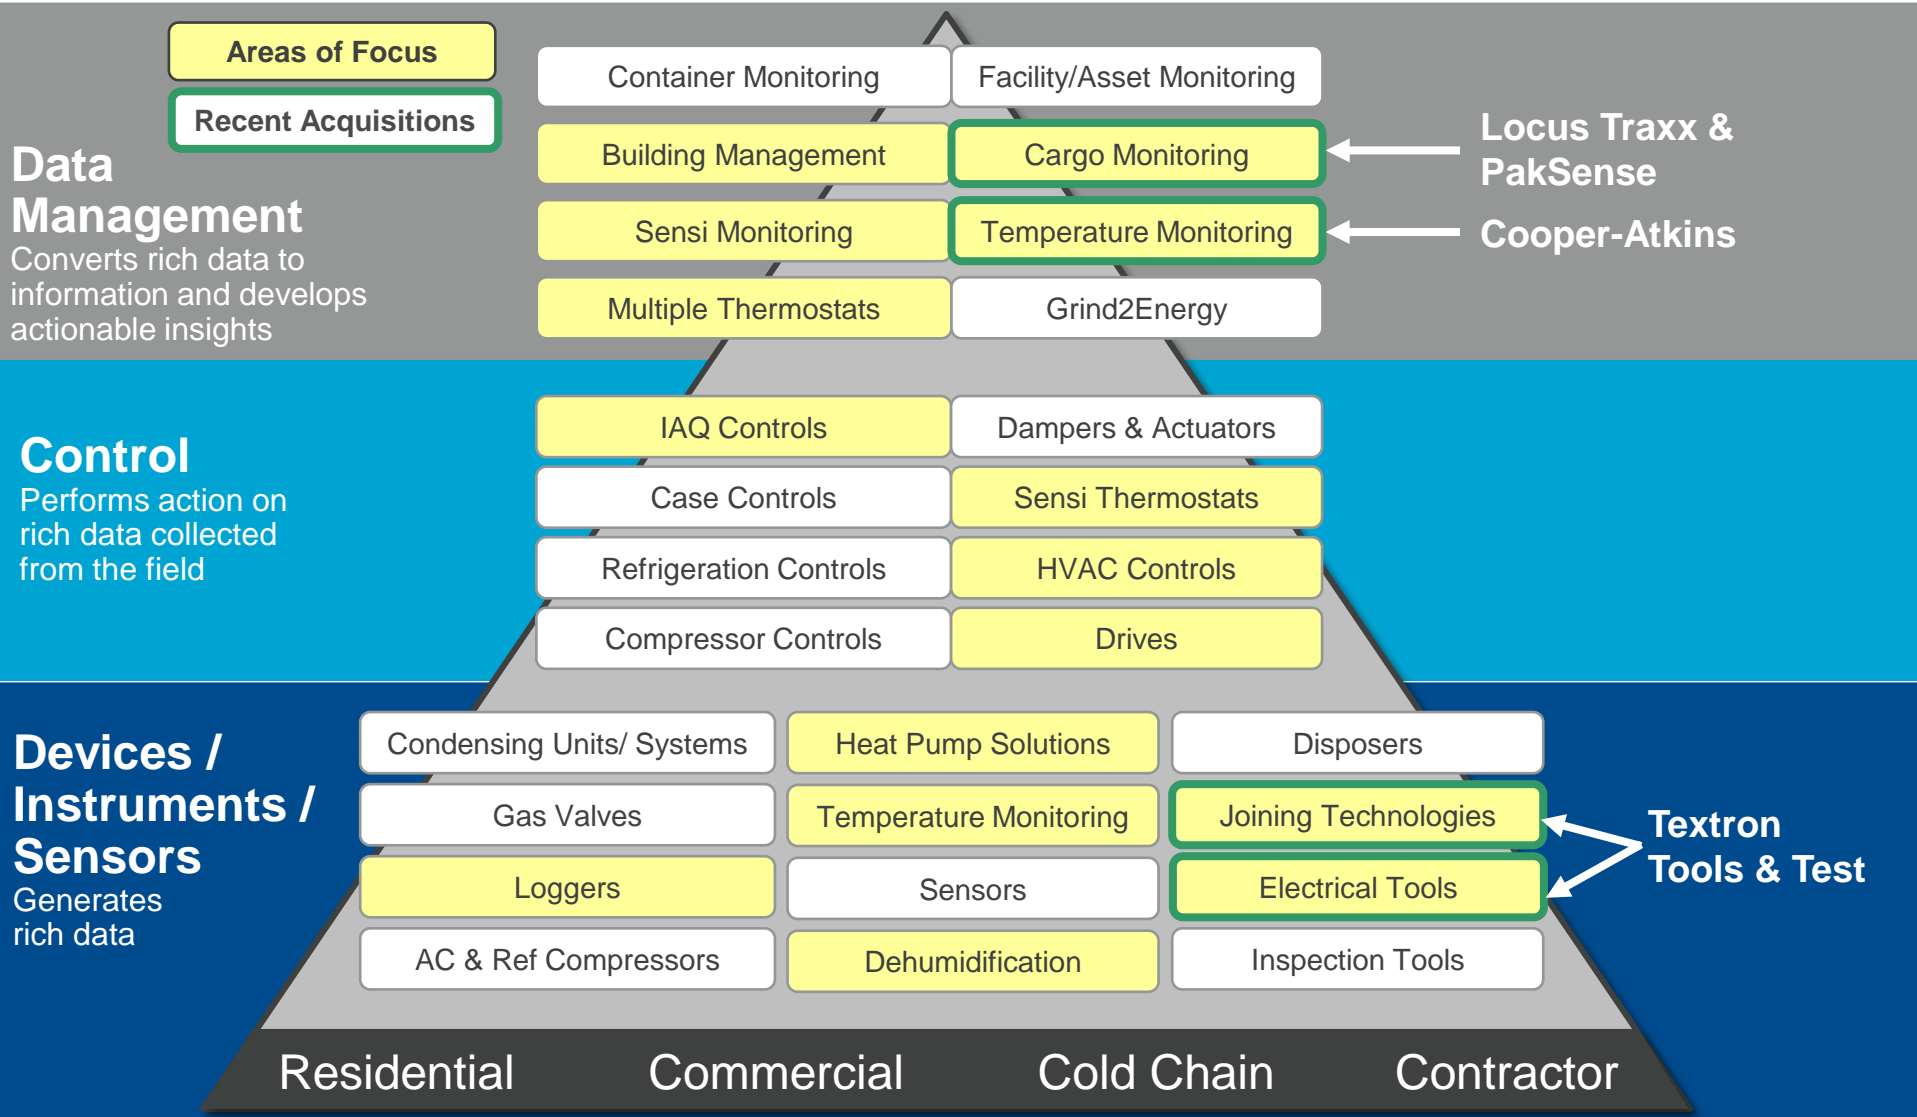 Areas of Focus
Recent Acquisitions
Data
Management
Converts rich data to
information and develops
actionable insights
Container Monitoring
Facility/Asset Monitoring
Building Management
Cargo Monitoring
Sensi Monitoring
Temperature Monitoring
Multiple Thermostats
Grind2Energy
Locus Traxx &
PakSense
Cooper-Atkins
Control
Performs action on
rich data collected
from the field
IAQ Controls
Dampers & Actuators
Case Controls
Sensi Thermostats
Refrigeration Controls
HVAC Controls
Compressor Controls
Drives
Devices /
Instruments /
Sensors
Generates
rich data
Condensing Units/ Systems
Heat Pump Solutions
Disposers
Gas Valves
Temperature Monitoring
Joining Technologies
Loggers
Sensors
Electrical Tools
AC & Ref Compressors
Dehumidification
Inspection Tools
Textron
Tools & Test
Residential
Commercial
Cold Chain
Contractor